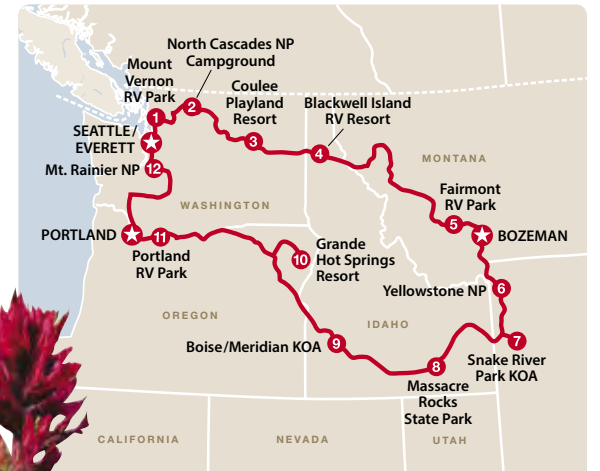 North Cascades NP
Campground
Mount
Vernon
RV Park
Coulee
Playland
Resort
Blackwell Island
RV Resort
1
2
3
4
SEATTLE/
EVERETT
Mt. Rainier NP
12
MONTANA
Fairmont
RV Park
5
BOZEMAN
WASHINGTON
PORTLAND
11
Portland
RV Park
10
Grande
Hot Springs
Resort
Yellowstone NP
6
OREGON
IDAHO
Boise/Meridian KOA
9
7
Snake River
Park KOA
8
Massacre
Rocks
State Park
CALIFORNIA
NEVADA
UTAH